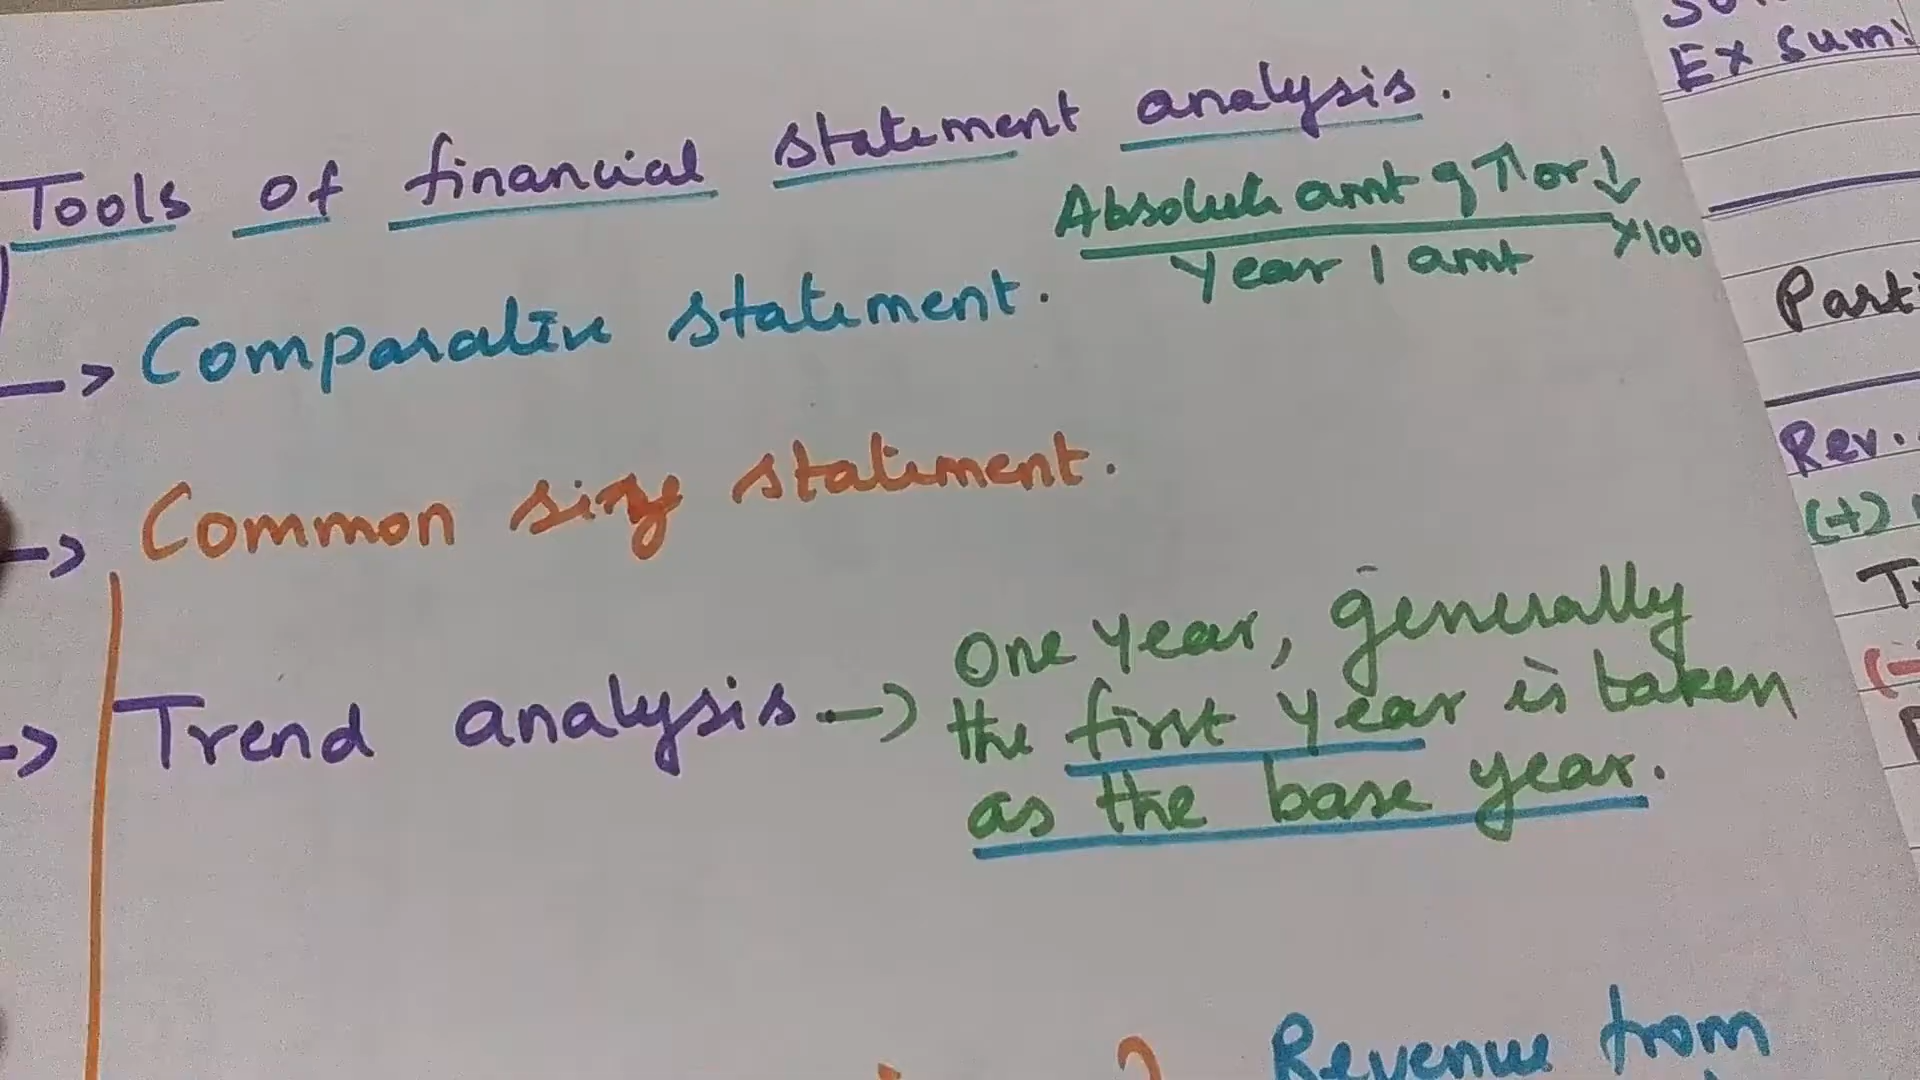 Tools of financial statement analysis.
Absolute amt of ↑ or ↓
Year 1 amt ×100
-> Comparative statement.
-> Common size statement.
-> Trend analysis -> One year, generally
the first year is taken
as the base year.
Revenue from
Ex Sum:
Rev.
(+)
(-